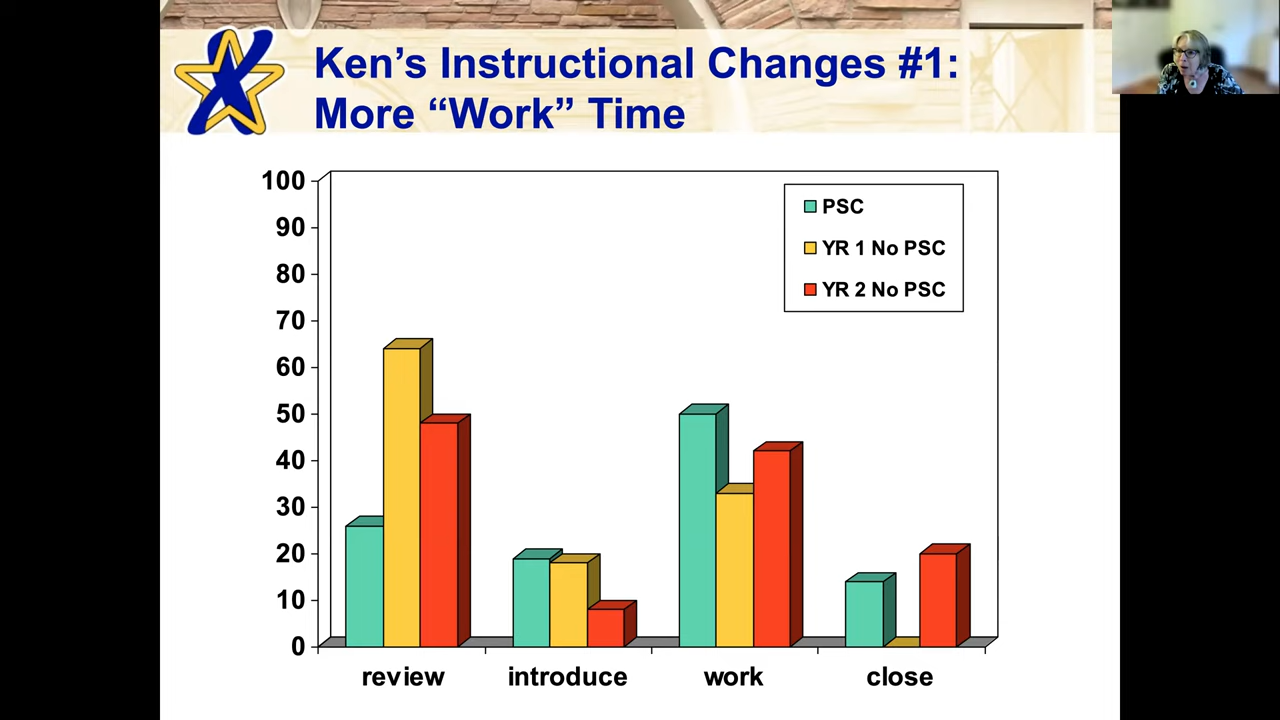 Ken’s Instructional Changes #1:
More “Work” Time
100
90
80
70
60
50
40
30
20
10
0
PSC
YR 1 No PSC
YR 2 No PSC
review introduce work close